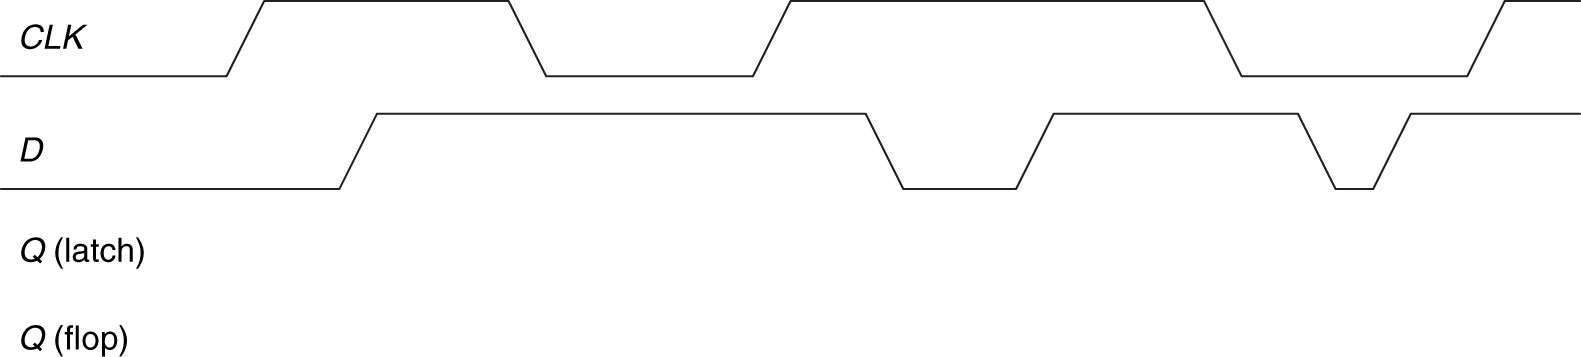 CLK
D
Q (latch)
Q (flop)